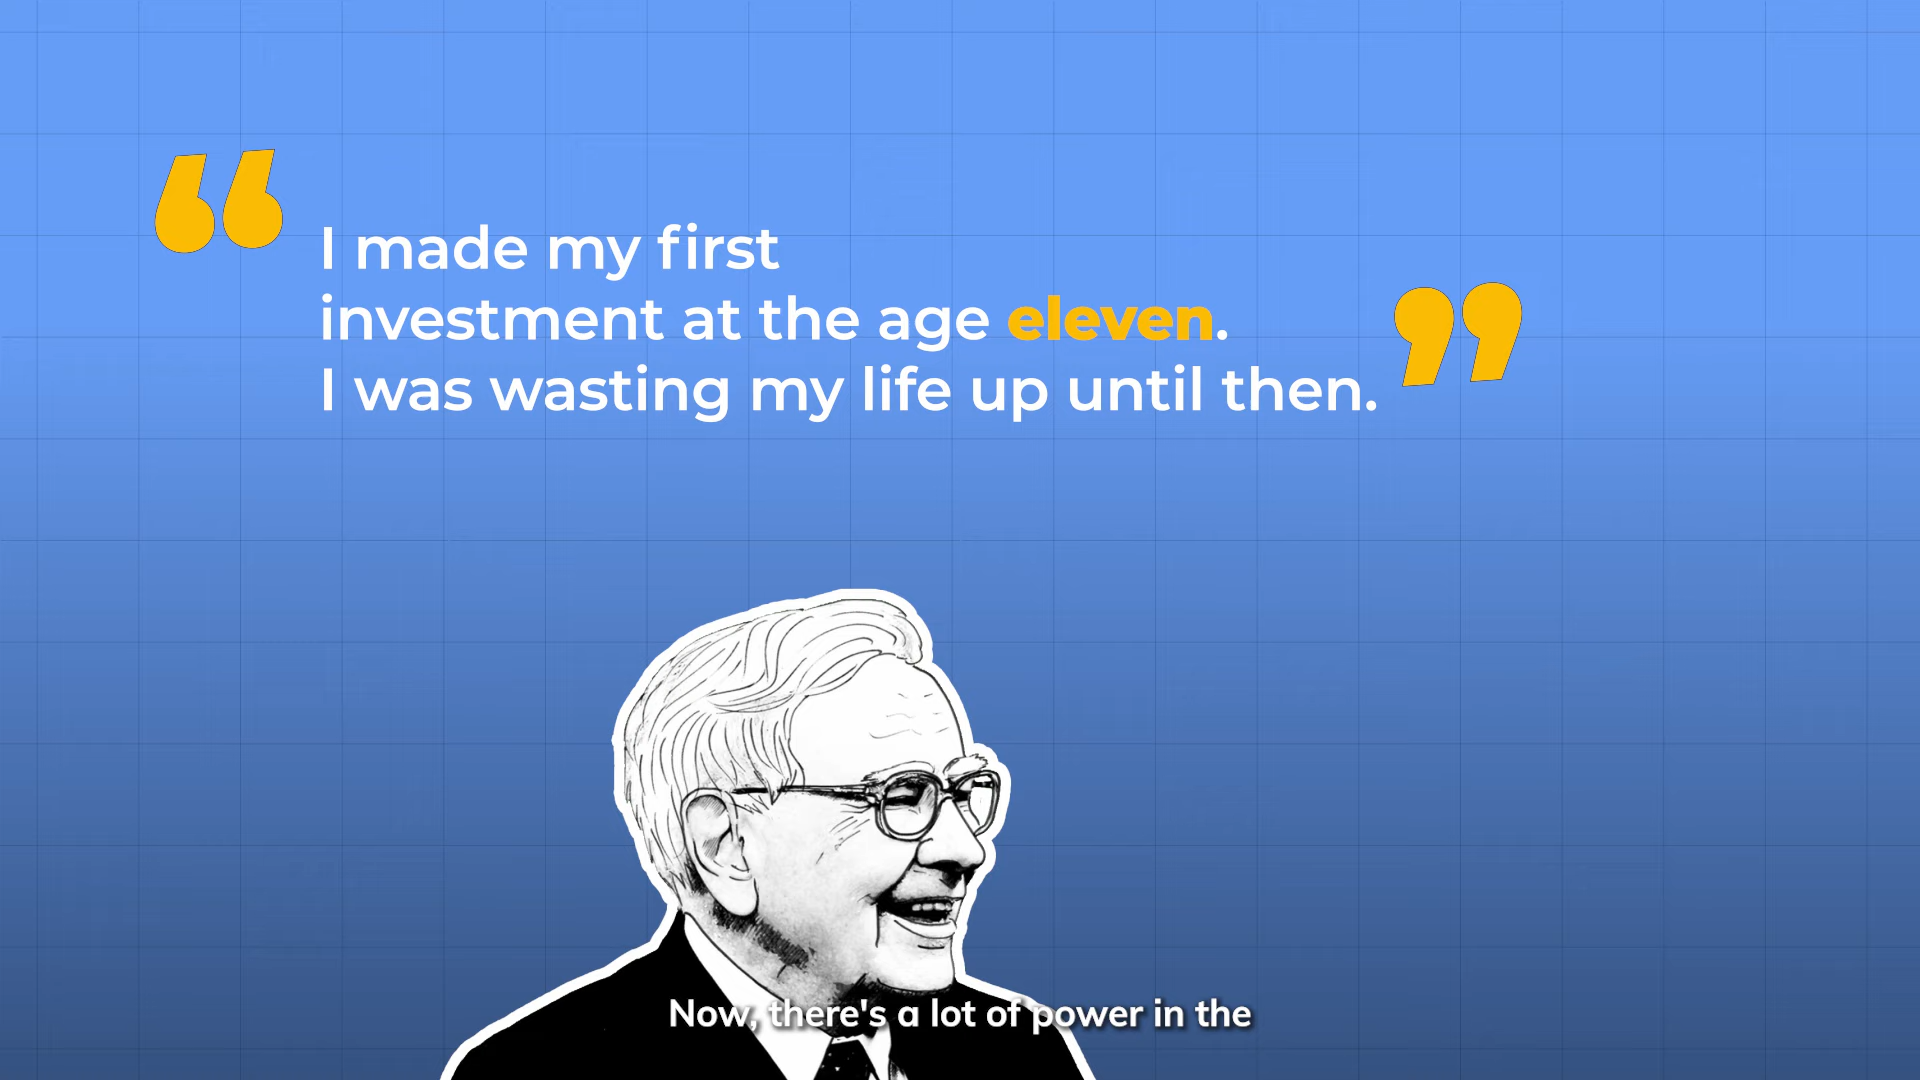 “I made my first
investment at the age eleven.
I was wasting my life up until then.”
Now, there's a lot of power in the